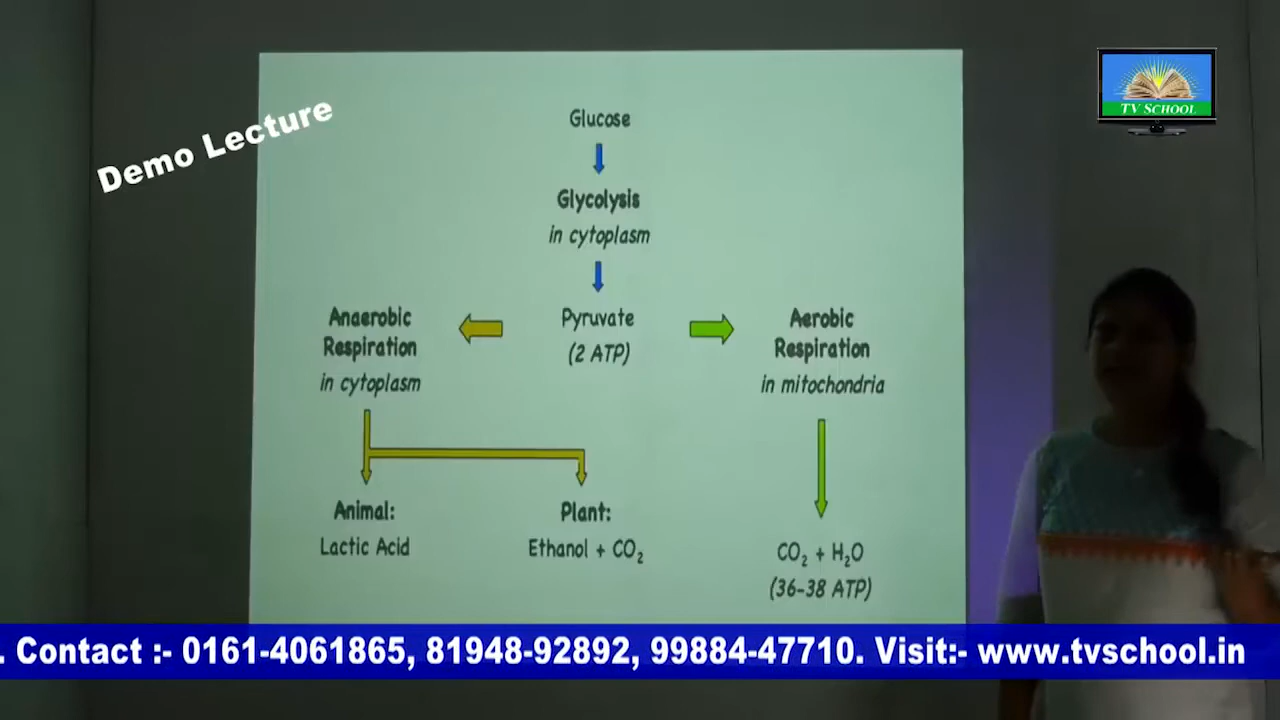 TV SCHOOL
Demo Lecture
Glucose
Glycolysis
in cytoplasm
Anaerobic
Respiration
in cytoplasm
Pyruvate
(2 ATP)
Aerobic
Respiration
in mitochondria
Animal:
Lactic Acid
Plant:
Ethanol + CO₂
CO₂ + H₂O
(36-38 ATP)
. Contact :- 0161-4061865, 81948-92892, 99884-47710. Visit:- www.tvschool.in